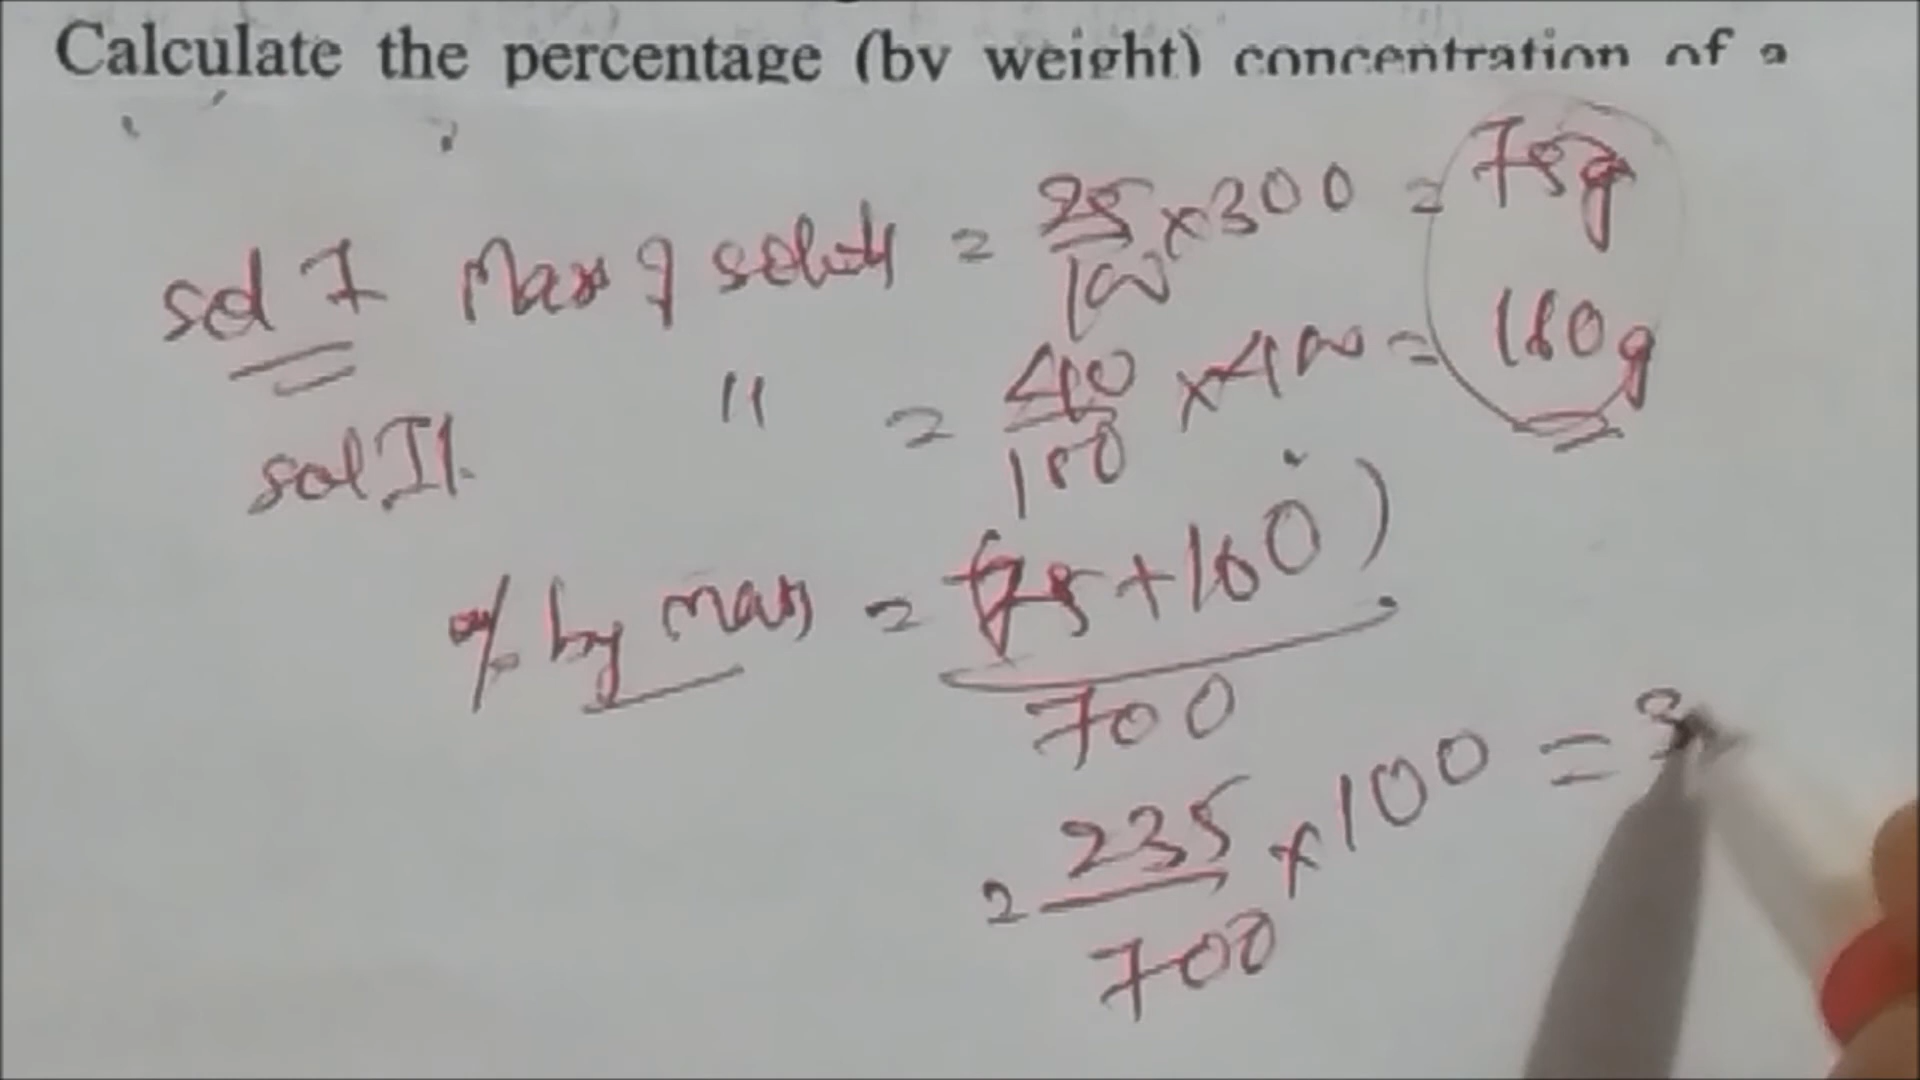 Calculate the percentage (by weight) concentration of a
sol I Mass of solute = 25/100 × 300 = 75g
sol II. " = 40/100 × 400 = 160g
% by mass = (75 + 160)
700
= 235/700 × 100 = 3